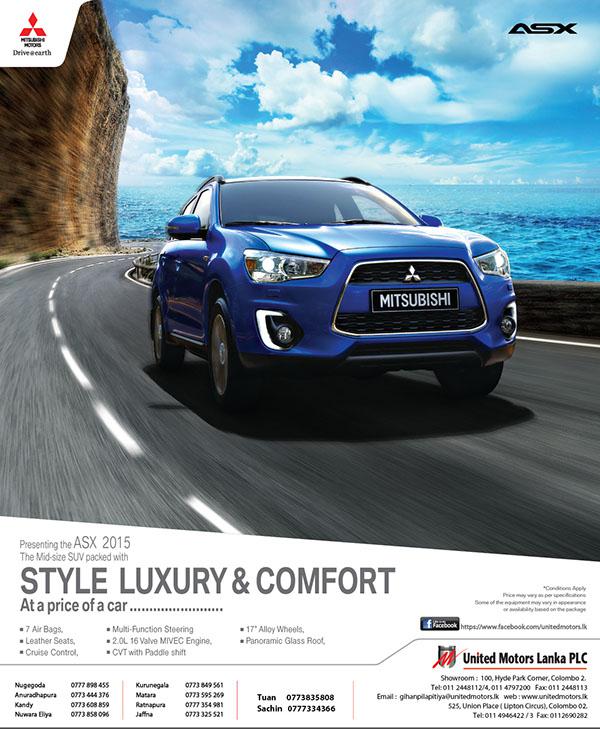 MITSUBISHI
MOTORS
Drive@earth
ASX
MITSUBISHI
Presenting the ASX 2015
The Mid-size SUV packed with
STYLE LUXURY & COMFORT
At a price of a car........................
7 Air Bags,
Leather Seats,
Cruise Control,
Multi-Function Steering
2.0L 16 Valve MIVEC Engine,
CVT with Paddle shift
17" Alloy Wheels,
Panoramic Glass Roof,
*Conditions Apply
Price may vary as per specifications
Some of the equipment may vary in appearance
or availability based on the package
Facebook https://www.facebook.com/unitedmotors.lk
United Motors Lanka PLC
Showroom : 100, Hyde Park Corner, Colombo 2.
Tel: 011 2448112/4, 011 4797200 Fax: 011 2448113
Email : gihanpilapitiya@unitedmotors.lk web : www.unitedmotors.lk
525, Union Place ( Lipton Circus), Colombo 02.
Tel: 011 4946422 / 3 Fax: 0112690282
Nugegoda 0777 898 455
Anuradhapura 0773 444 376
Kandy 0773 608 859
Nuwara Eliya 0773 858 096
Kurunegala 0773 849 561
Matara 0773 595 269
Ratnapura 0777 354 981
Jaffna 0773 325 521
Tuan 0773835808
Sachin 0777334366